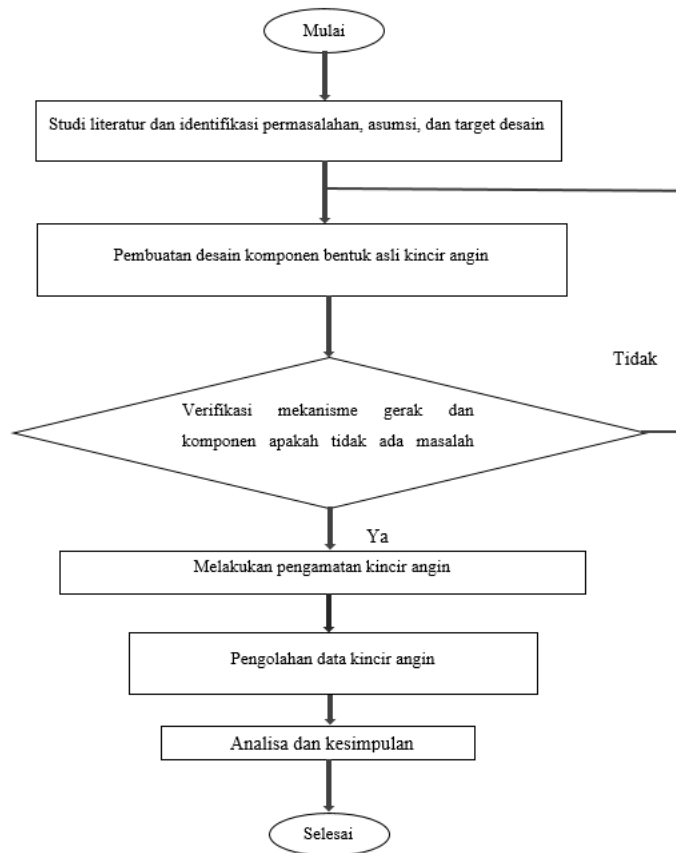 Mulai
Studi literatur dan identifikasi permasalahan, asumsi, dan target desain
Pembuatan desain komponen bentuk asli kincir angin
Tidak
Verifikasi mekanisme gerak dan
komponen apakah tidak ada masalah
Ya
Melakukan pengamatan kincir angin
Pengolahan data kincir angin
Analisa dan kesimpulan
Selesai